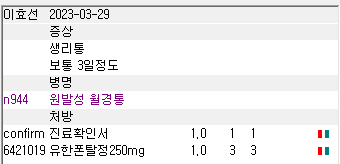 이효선 2023-03-29
증상
생리통
보통 3일정도
병명
n944 원발성 월경통
처방
confirm 진료확인서 1.0 1 1
6421019 유한폰탈정250mg 1.0 3 3